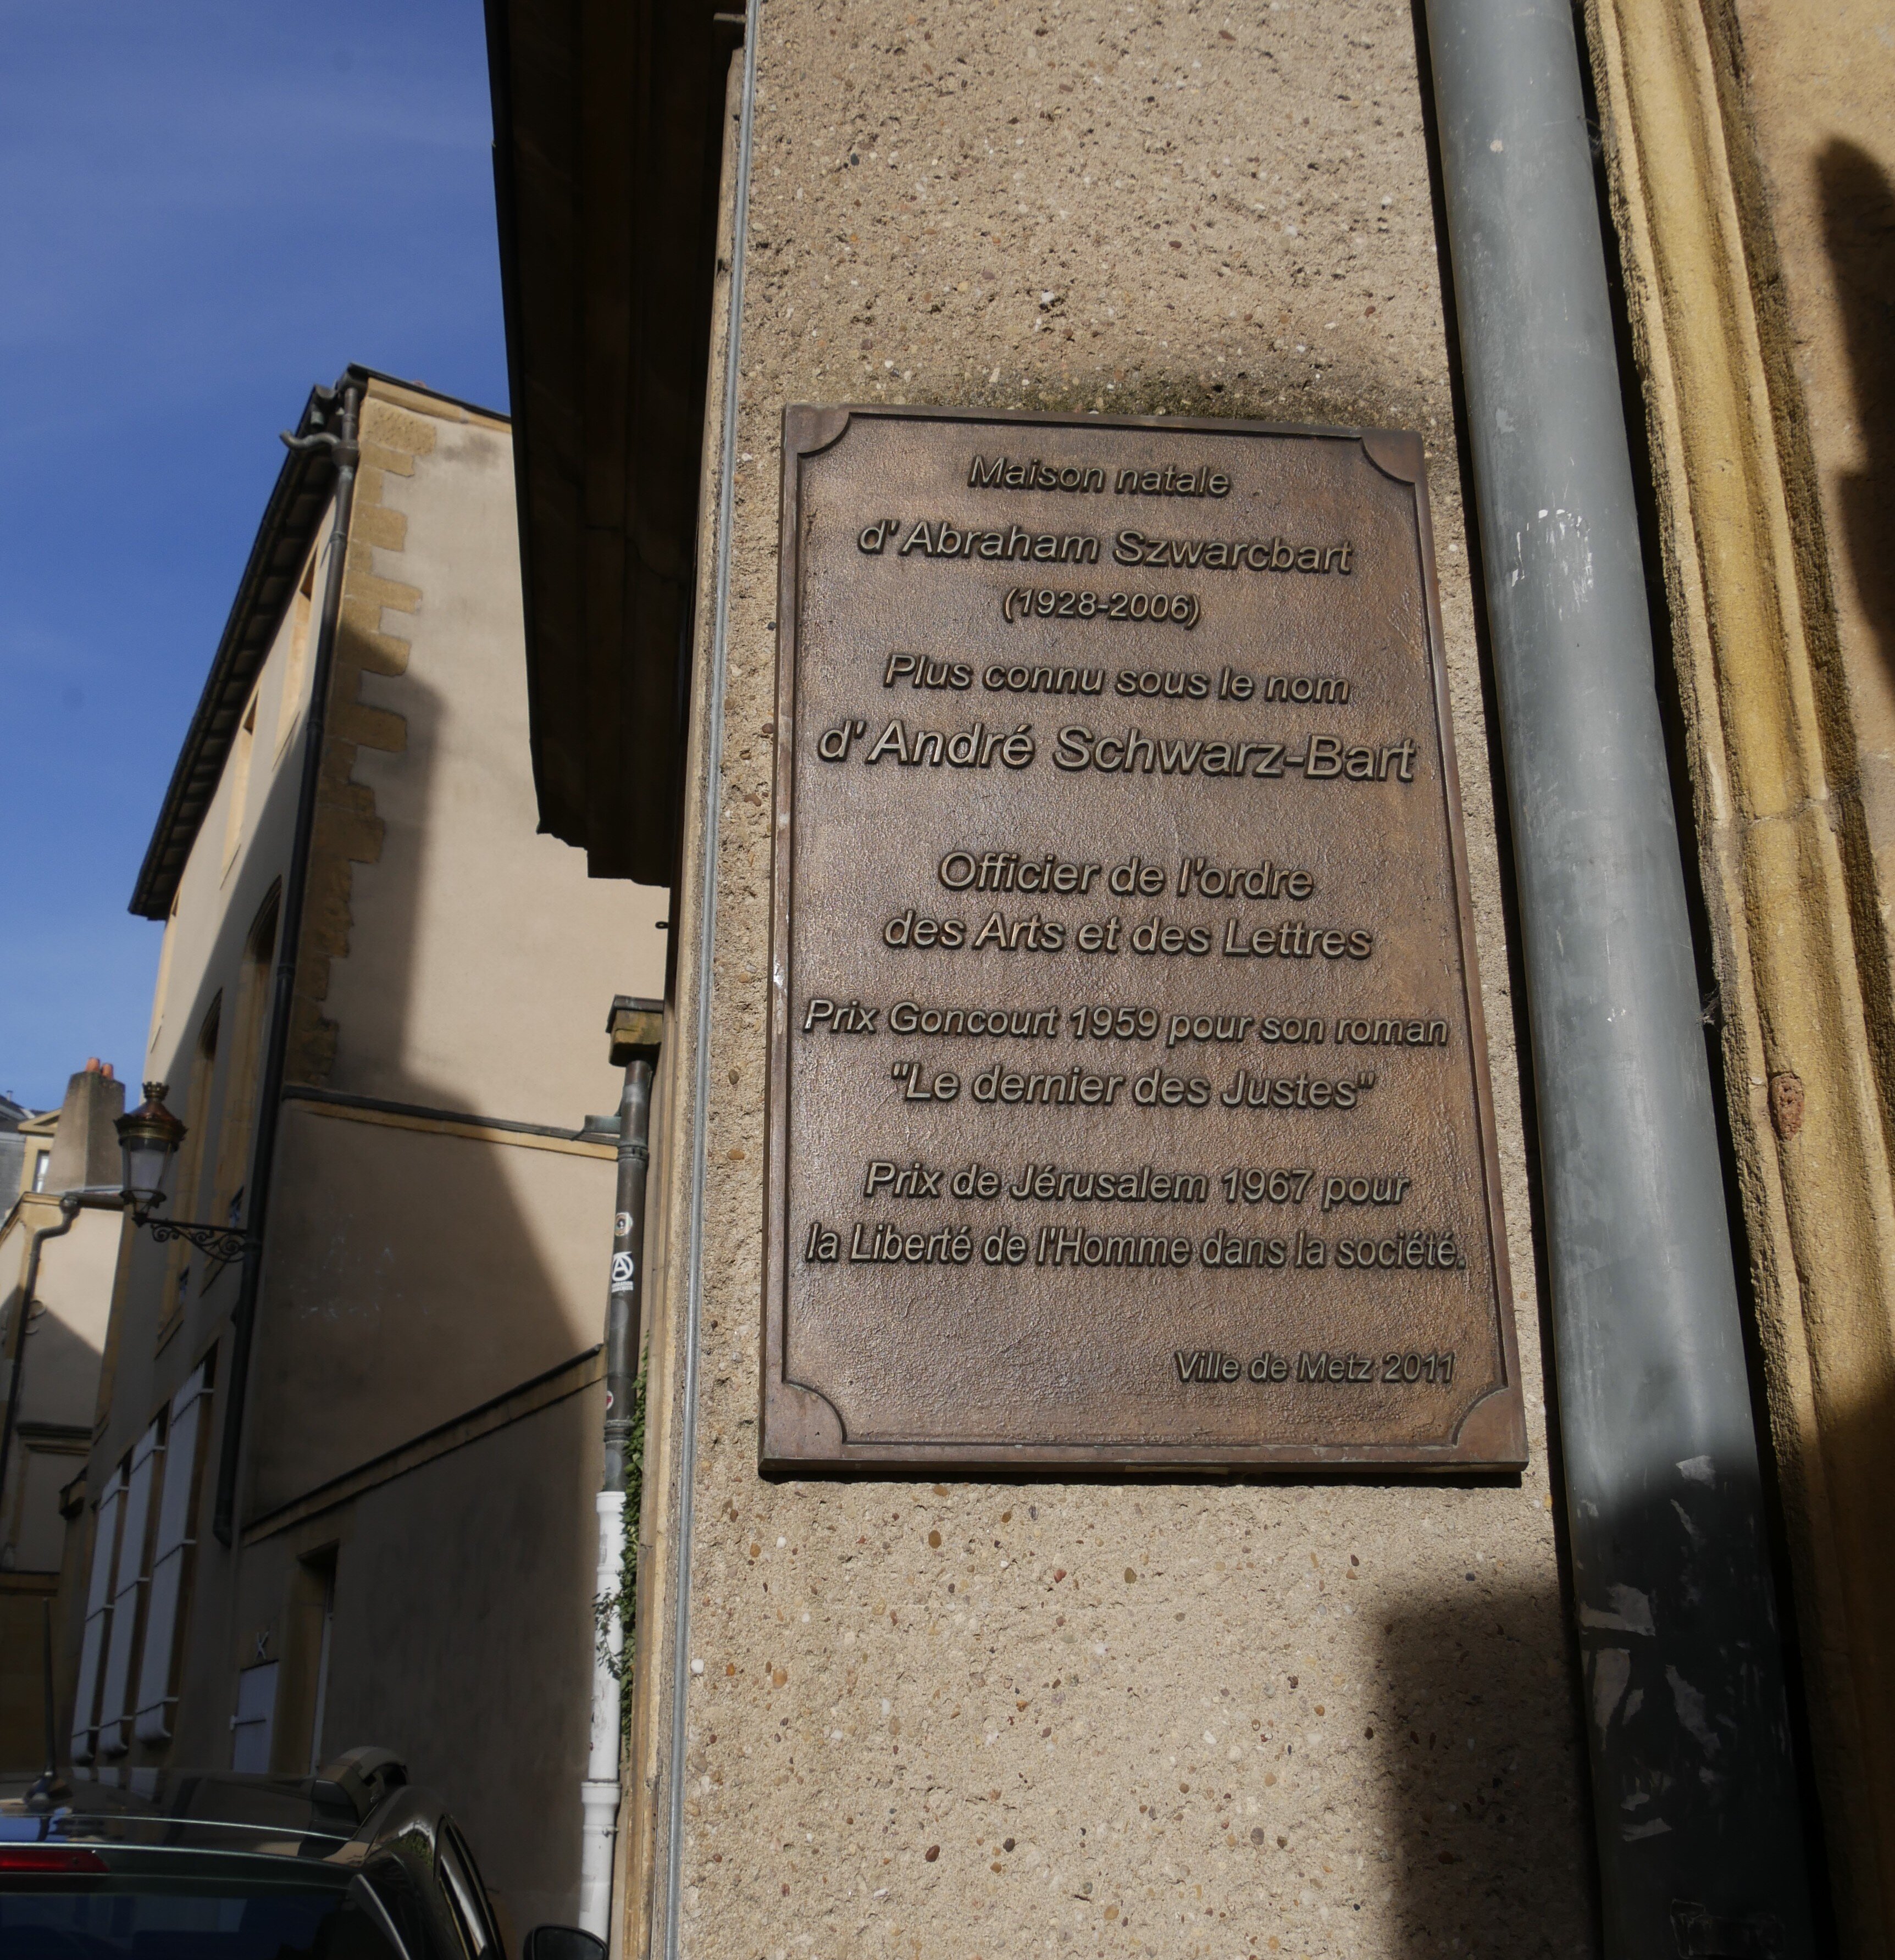 Maison natale
d'Abraham Szwarcbart
(1928-2006)
Plus connu sous le nom
d'André Schwarz-Bart
Officier de l'ordre
des Arts et des Lettres
Prix Goncourt 1959 pour son roman
"Le dernier des Justes"
Prix de Jérusalem 1967 pour
la Liberté de l'Homme dans la société.
Ville de Metz 2011